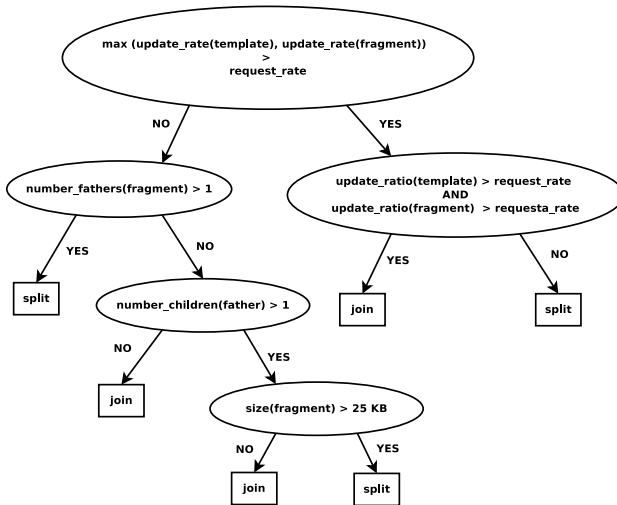 max (update_rate(template), update_rate(fragment))
>
request_rate
NO
YES
number_fathers(fragment) > 1
update_ratio(template) > request_rate
AND
update_ratio(fragment) > requesta_rate
YES
NO
YES
NO
split
number_children(father) > 1
join
split
NO
YES
join
size(fragment) > 25 KB
NO
YES
join
split